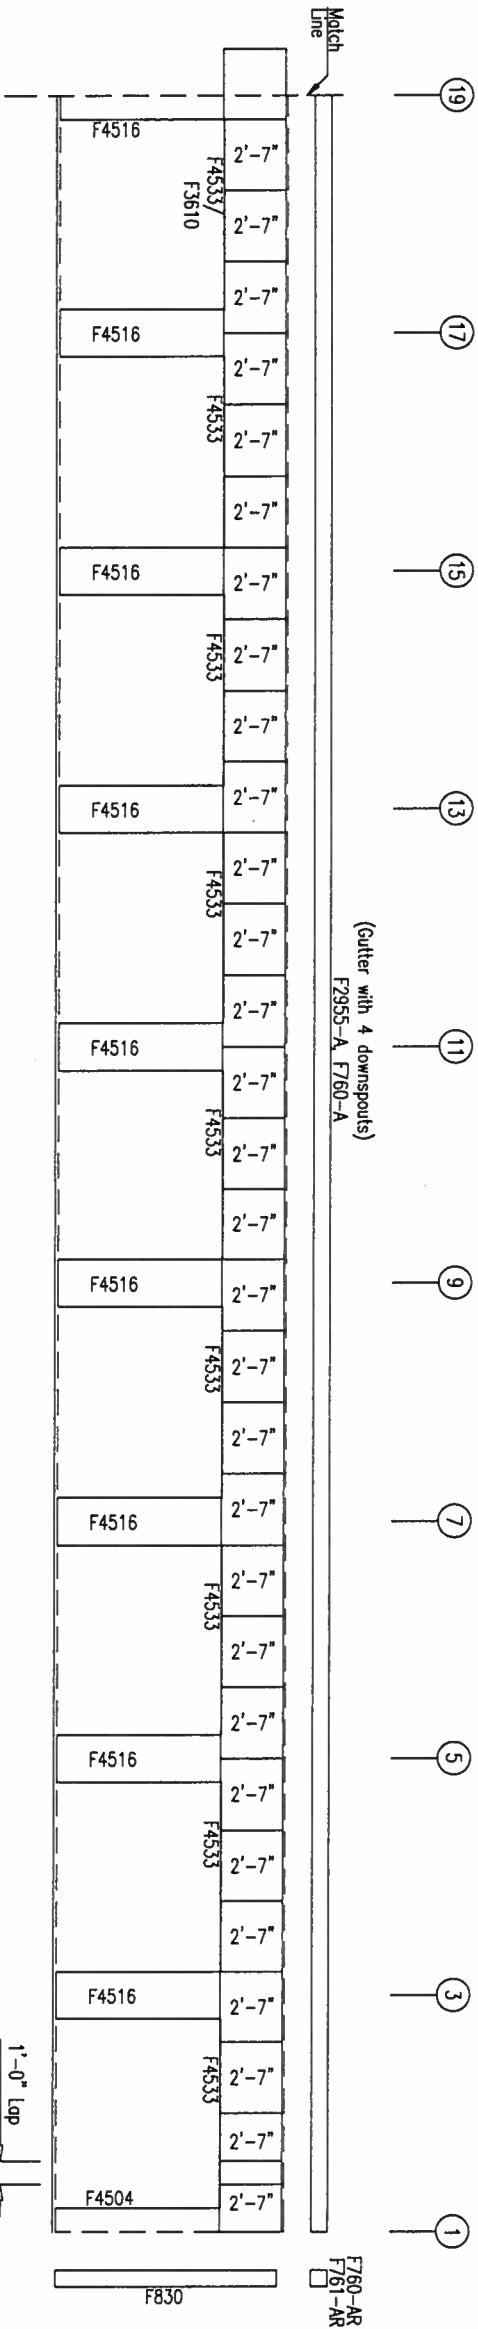 Match
Line
19
F4516
2'-7"
F4533/
F3610
2'-7"
2'-7"
17
F4516
2'-7"
F4533
2'-7"
2'-7"
15
F4516
2'-7"
F4533
2'-7"
2'-7"
13
F4516
2'-7"
F4533
2'-7"
2'-7"
(Gutter with 4 downspouts)
F2955-A, F760-A
2'-7"
11
F4516
2'-7"
F4533
2'-7"
2'-7"
9
F4516
2'-7"
F4533
2'-7"
2'-7"
7
F4516
2'-7"
F4533
2'-7"
2'-7"
2'-7"
5
F4516
2'-7"
F4533
2'-7"
2'-7"
3
F4516
2'-7"
F4533
2'-7"
2'-7"
1'-0" Lap
F4504
2'-7"
1
F830
F760-AR
F761-AR